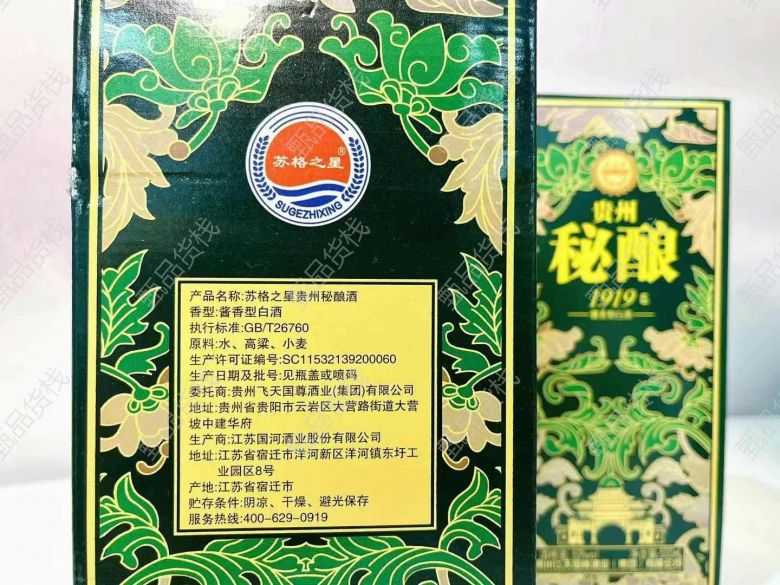 苏格之星®
SUGEZHIXING
产品名称:苏格之星贵州秘酿酒
香型:酱香型白酒
执行标准:GB/T26760
原料:水、高粱、小麦
生产许可证编号:SC11532139200060
生产日期及批号:见瓶盖或喷码
委托商:贵州飞天国尊酒业(集团)有限公司
地址:贵州省贵阳市云岩区大营路街道大营
坡中建华府
生产商:江苏国河酒业股份有限公司
地址:江苏省宿迁市洋河新区洋河镇东圩工
业园区8号
产地:江苏省宿迁市
贮存条件:阴凉、干燥、避光保存
服务热线:400-629-0919
贵州
秘酿
1919
甄品货栈